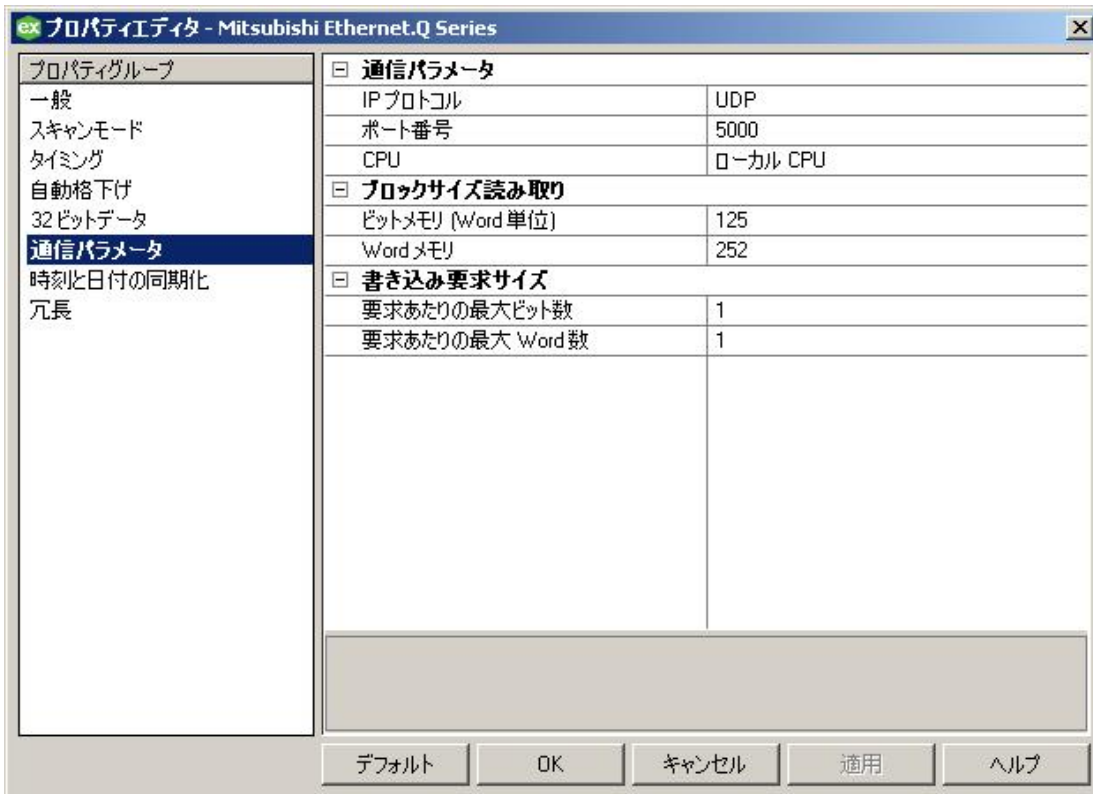 ex プロパティエディタ - Mitsubishi Ethernet.Q Series
プロパティグループ
一般
スキャンモード
タイミング
自動格下げ
32 ビットデータ
通信パラメータ
時刻と日付の同期化
冗長
通信パラメータ
IP プロトコル UDP
ポート番号 5000
CPU ローカル CPU
ブロックサイズ読み取り
ビットメモリ (Word 単位) 125
Word メモリ 252
書き込み要求サイズ
要求あたりの最大ビット数 1
要求あたりの最大 Word 数 1
デフォルト OK キャンセル 適用 ヘルプ